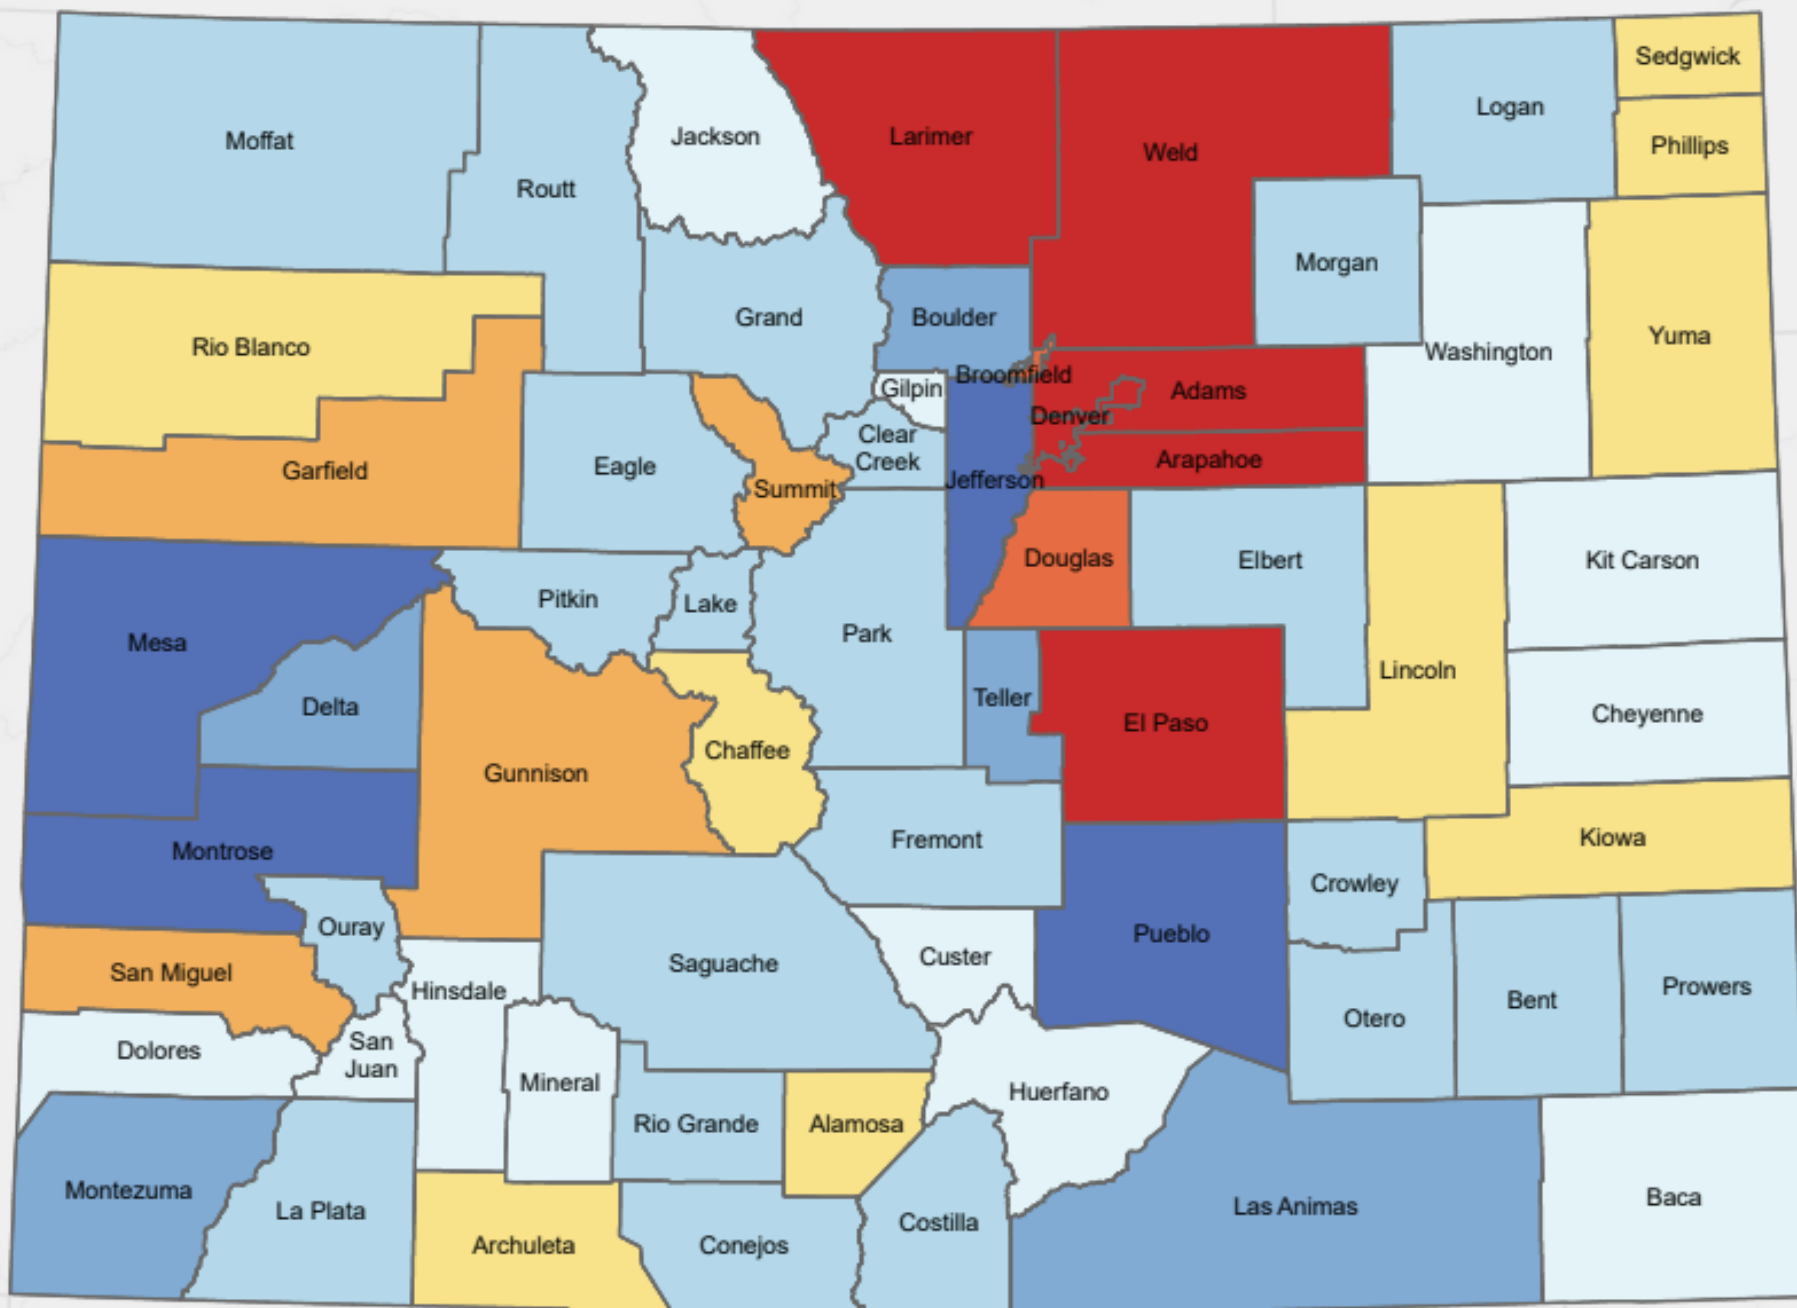 Sedgwick
Logan
Moffat
Jackson
Larimer
Weld
Phillips
Routt
Morgan
Grand
Boulder
Rio Blanco
Yuma
Washington
Broomfield
Gilpin
Adams
Denver
Clear
Creek
Garfield
Eagle
Arapahoe
Jefferson
Summit
Douglas
Elbert
Kit Carson
Pitkin
Lake
Park
Mesa
Lincoln
Teller
Delta
Cheyenne
El Paso
Chaffee
Gunnison
Fremont
Kiowa
Montrose
Crowley
Ouray
Pueblo
Custer
Saguache
San Miguel
Prowers
Hinsdale
Bent
Otero
Dolores
San
Juan
Mineral
Huerfano
Rio Grande
Alamosa
Montezuma
Baca
Las Animas
La Plata
Costilla
Archuleta
Conejos